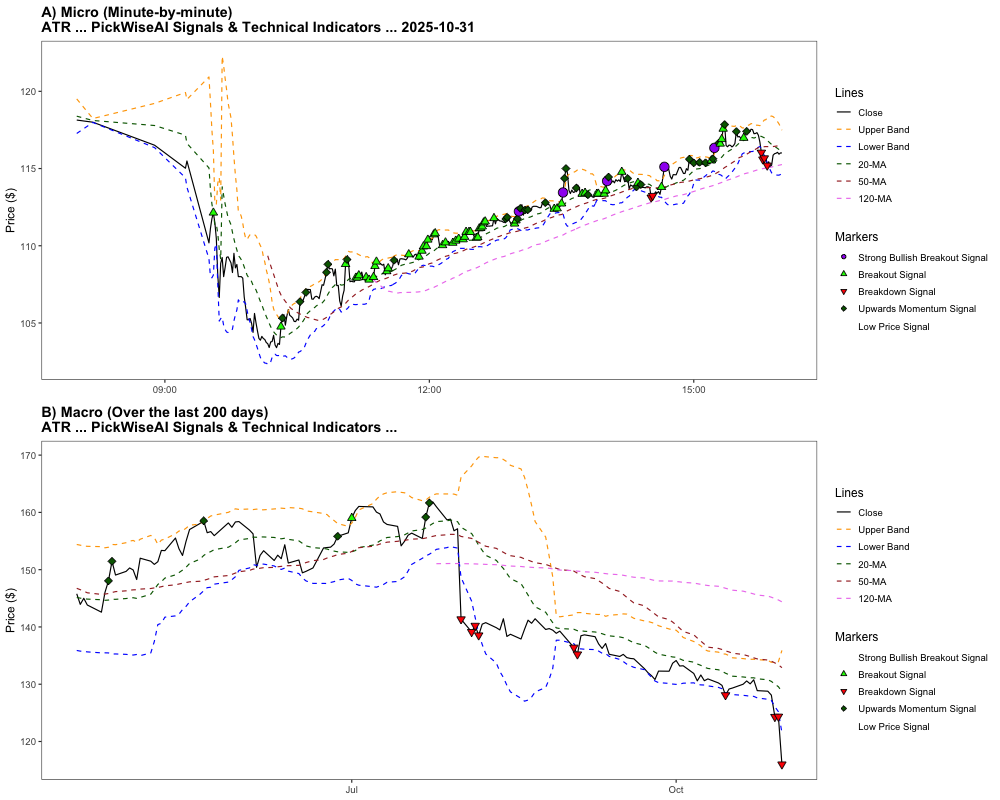 A) Micro (Minute-by-minute)
ATR ... PickWiseAI Signals & Technical Indicators ... 2025-10-31
Price ($)
120
115
110
105
09:00
12:00
15:00
Lines
Close
Upper Band
Lower Band
20-MA
50-MA
120-MA
Markers
Strong Bullish Breakout Signal
Breakout Signal
Breakdown Signal
Upwards Momentum Signal
Low Price Signal
B) Macro (Over the last 200 days)
ATR ... PickWiseAI Signals & Technical Indicators ...
Price ($)
170
160
150
140
130
120
Jul
Oct
Lines
Close
Upper Band
Lower Band
20-MA
50-MA
120-MA
Markers
Strong Bullish Breakout Signal
Breakout Signal
Breakdown Signal
Upwards Momentum Signal
Low Price Signal